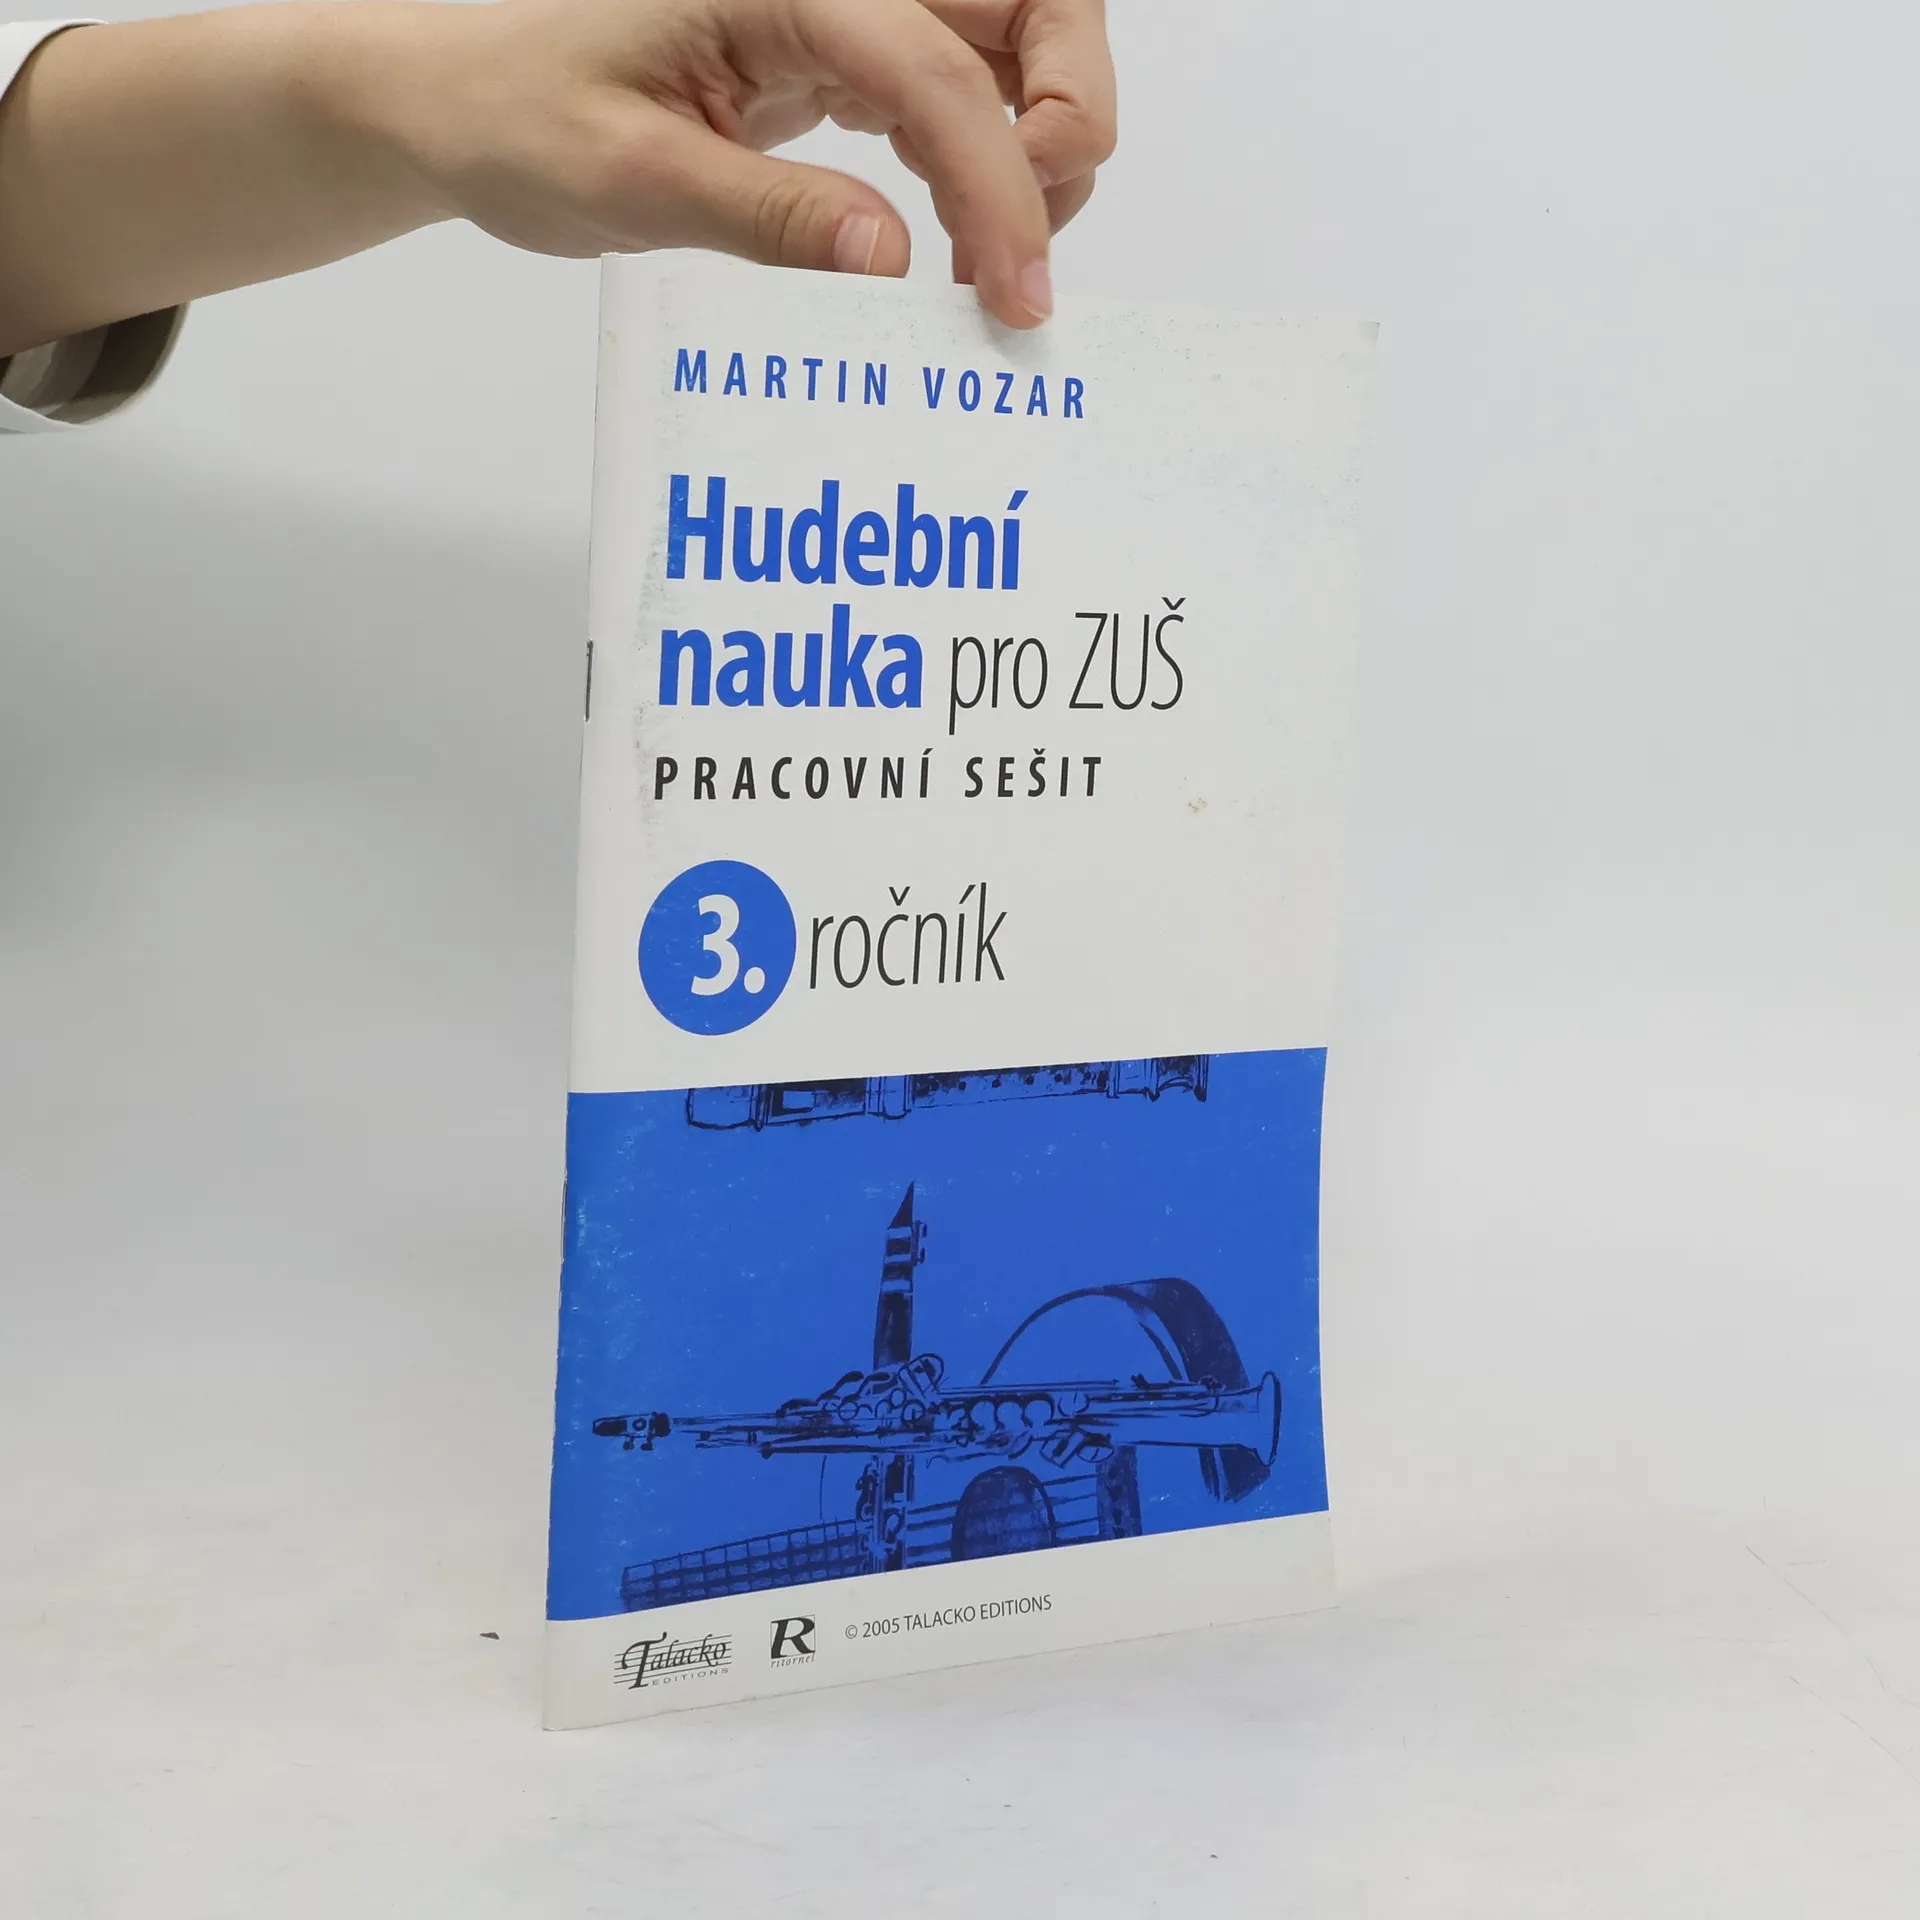 MARTIN VOZAR
Hudební
nauka pro ZUŠ
PRACOVNÍ SEŠIT
3. ročník
Talacko
EDITIONS
R
ritornel
© 2005 TALACKO EDITIONS